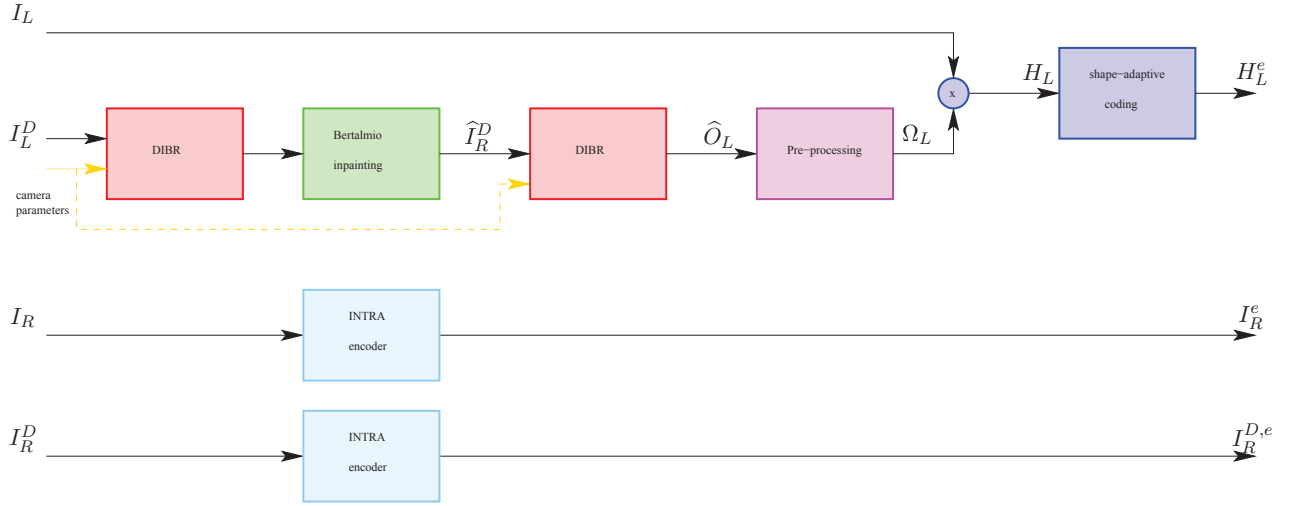 I_L
I_L^D
camera
parameters
DIBR
Bertalmio
inpainting
\widehat{I}_R^D
DIBR
\widehat{O}_L
Pre−processing
Ω_L
x
H_L
shape−adaptive
coding
H_L^e
I_R
INTRA
encoder
I_R^e
I_R^D
INTRA
encoder
I_R^{D,e}